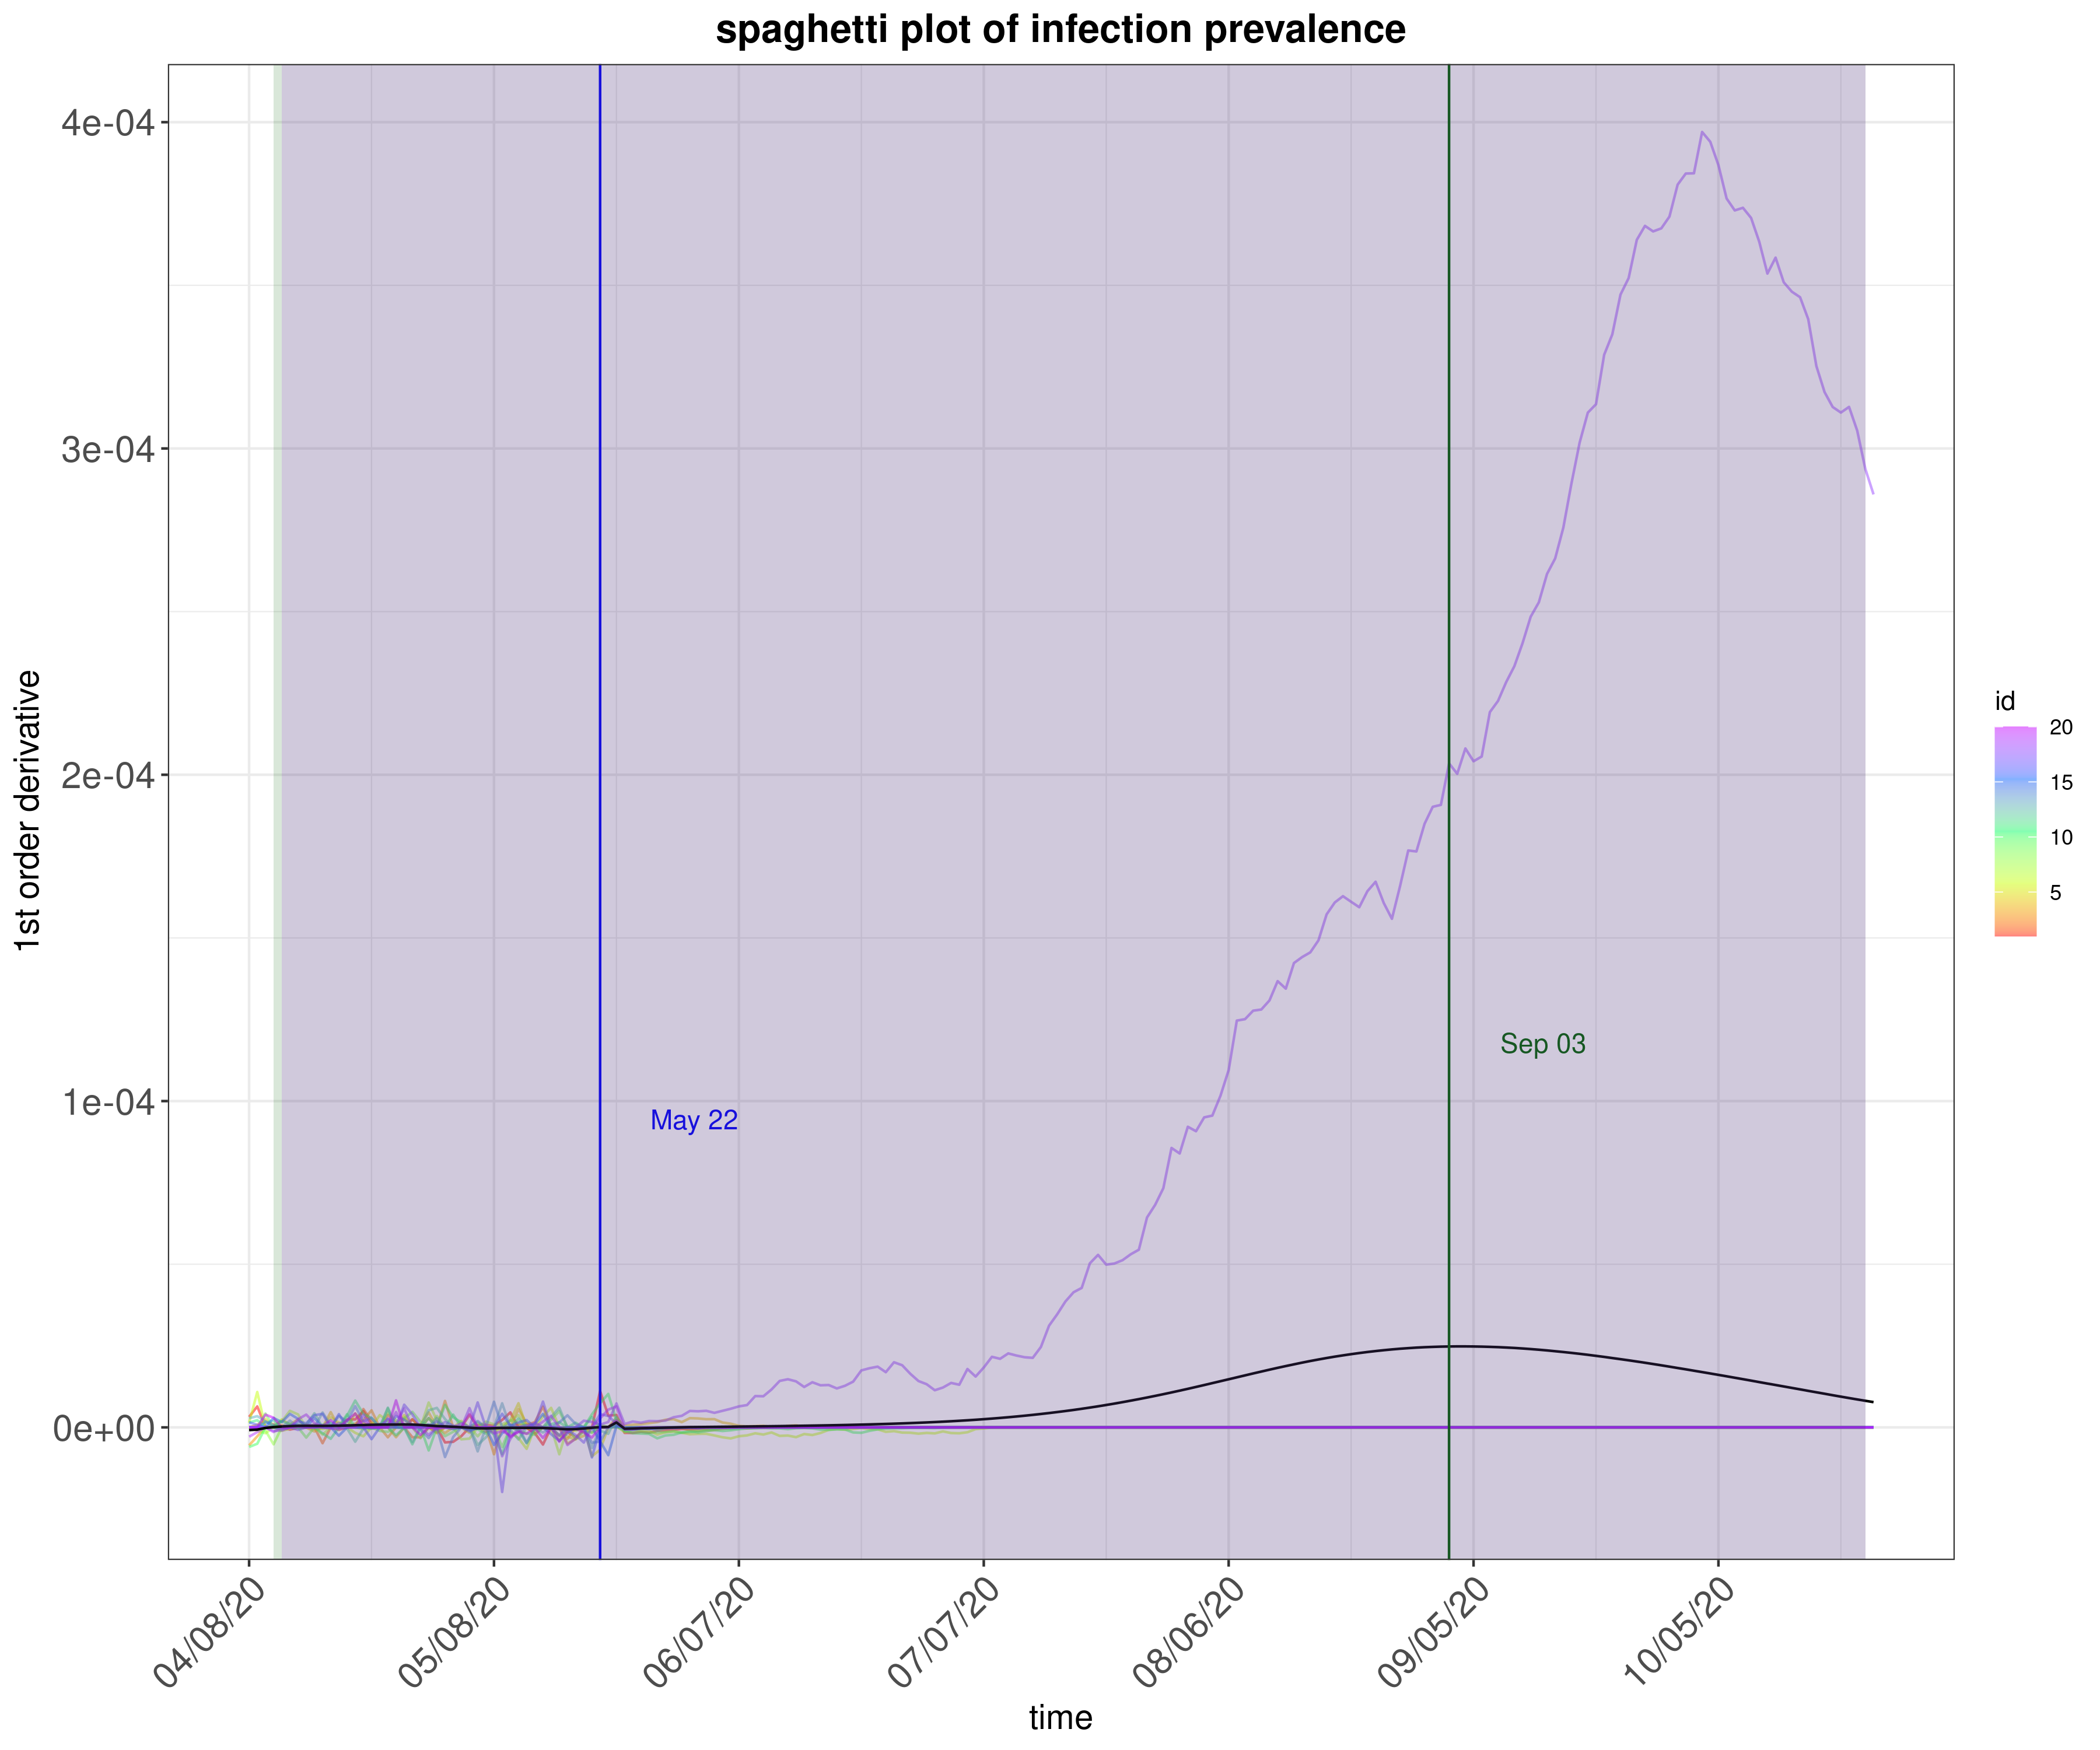 spaghetti plot of infection prevalence
4e-04
3e-04
2e-04
1e-04
0e+00
1st order derivative
May 22
Sep 03
04/08/20
05/08/20
06/07/20
07/07/20
08/06/20
09/05/20
10/05/20
time
id
20
15
10
5